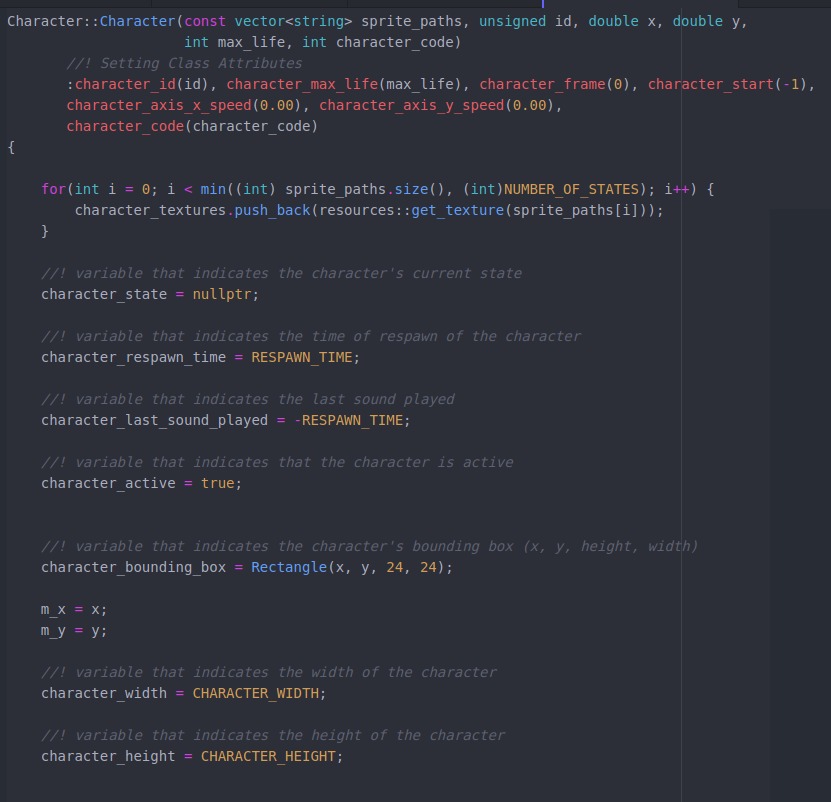 Character::Character(const vector<string> sprite_paths, unsigned id, double x, double y,
                     int max_life, int character_code)
       //! Setting Class Attributes
       :character_id(id), character_max_life(max_life), character_frame(0), character_start(-1),
       character_axis_x_speed(0.00), character_axis_y_speed(0.00),
       character_code(character_code)
{
    for(int i = 0; i < min((int) sprite_paths.size(), (int)NUMBER_OF_STATES); i++) {
        character_textures.push_back(resources::get_texture(sprite_paths[i]));
    }
    //! variable that indicates the character's current state
    character_state = nullptr;
    //! variable that indicates the time of respawn of the character
    character_respawn_time = RESPAWN_TIME;
    //! variable that indicates the last sound played
    character_last_sound_played = -RESPAWN_TIME;
    //! variable that indicates that the character is active
    character_active = true;
    //! variable that indicates the character's bounding box (x, y, height, width)
    character_bounding_box = Rectangle(x, y, 24, 24);
    m_x = x;
    m_y = y;
    //! variable that indicates the width of the character
    character_width = CHARACTER_WIDTH;
    //! variable that indicates the height of the character
    character_height = CHARACTER_HEIGHT;